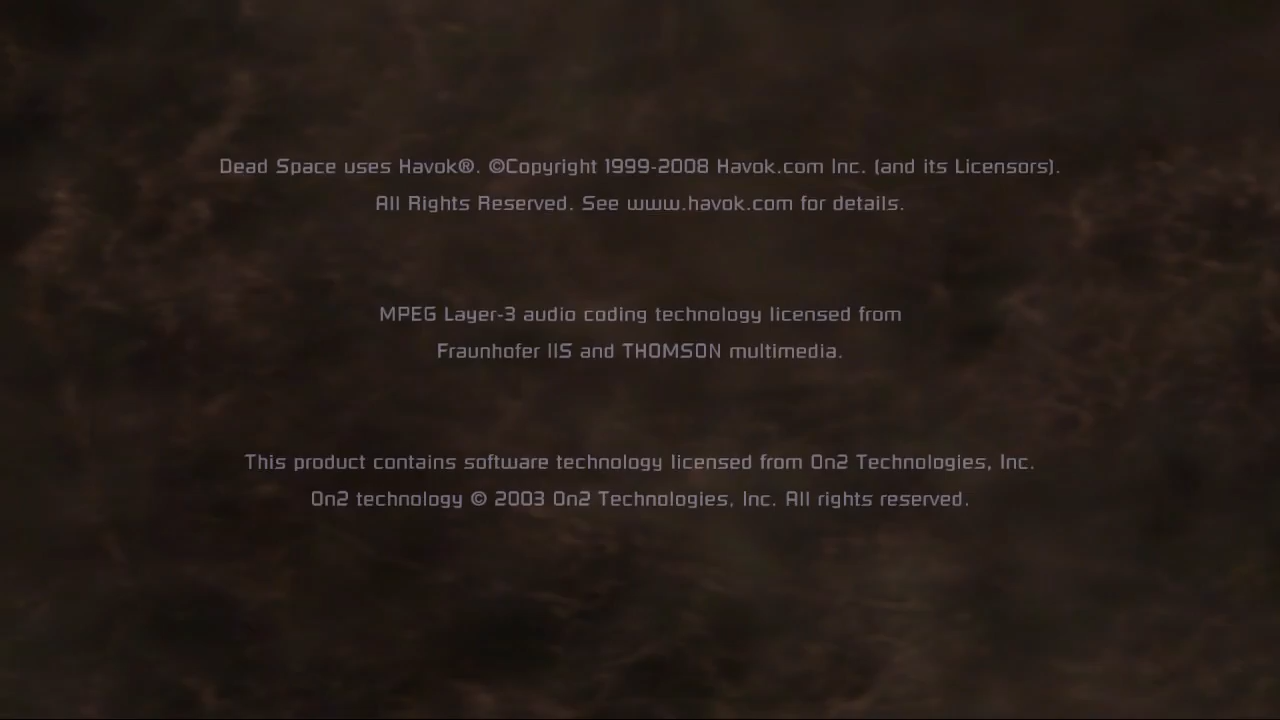 Dead Space uses Havok®. ©Copyright 1999-2008 Havok.com Inc. (and its Licensors).
All Rights Reserved. See www.havok.com for details.
MPEG Layer-3 audio coding technology licensed from
Fraunhofer IIS and THOMSON multimedia.
This product contains software technology licensed from On2 Technologies, Inc.
On2 technology © 2003 On2 Technologies, Inc. All rights reserved.